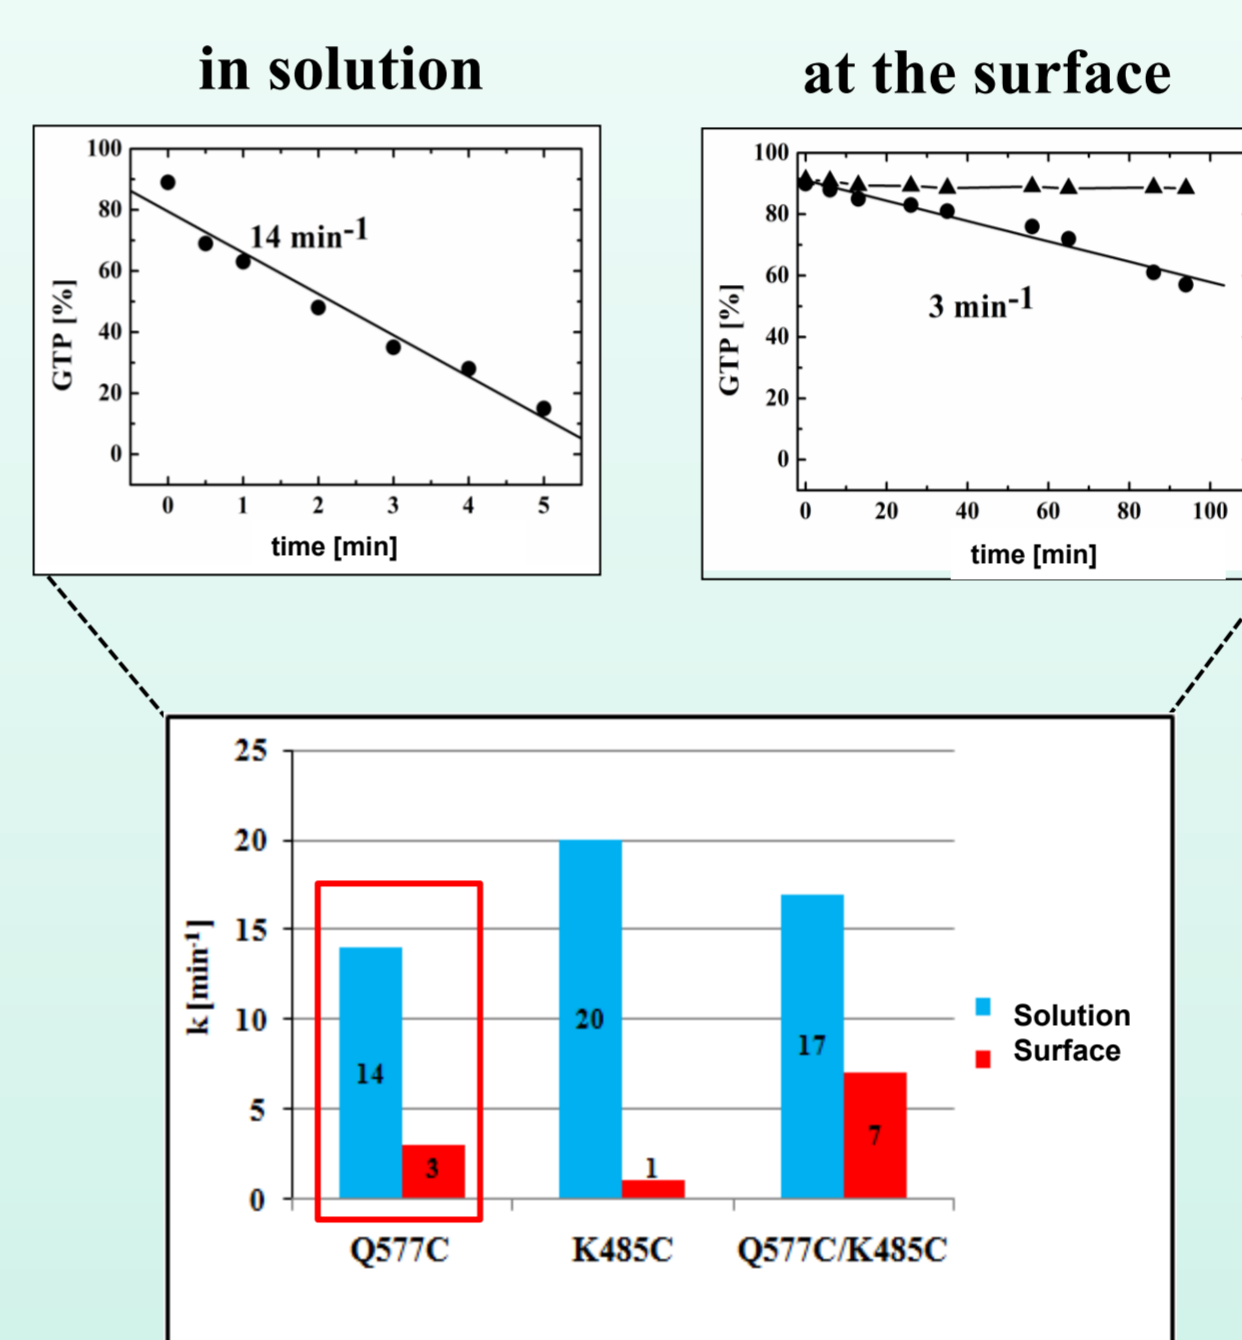 in solution
at the surface
100
80
60
40
20
0
GTP [%]
14 min-1
0 1 2 3 4 5
time [min]
100
80
60
40
20
0
GTP [%]
3 min-1
0 20 40 60 80 100
time [min]
25
20
15
10
5
0
k [min-1]
14
3
20
1
17
7
Q577C K485C Q577C/K485C
Solution
Surface